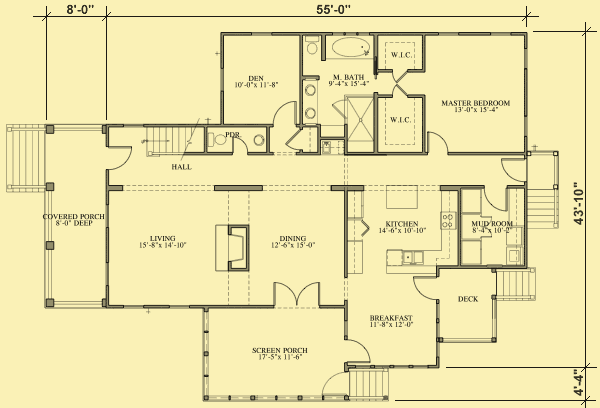 8'-0" 55'-0"
W.I.C.
DEN
10'-0"x 11'-8"
M. BATH
9'-4"x 15'-4"
MASTER BEDROOM
13'-0"x 15'-4"
W.I.C.
PDR.
HALL
43'-10"
COVERED PORCH
8'-0" DEEP
LIVING
15'-8"x 14'-10"
DINING
12'-6"x 15'-0"
KITCHEN
14'-6"x 10'-10"
MUD ROOM
8'-4"x 10'-2"
DECK
BREAKFAST
11'-8"x 12'-0"
SCREEN PORCH
17'-5"x 11'-6"
4'-4"